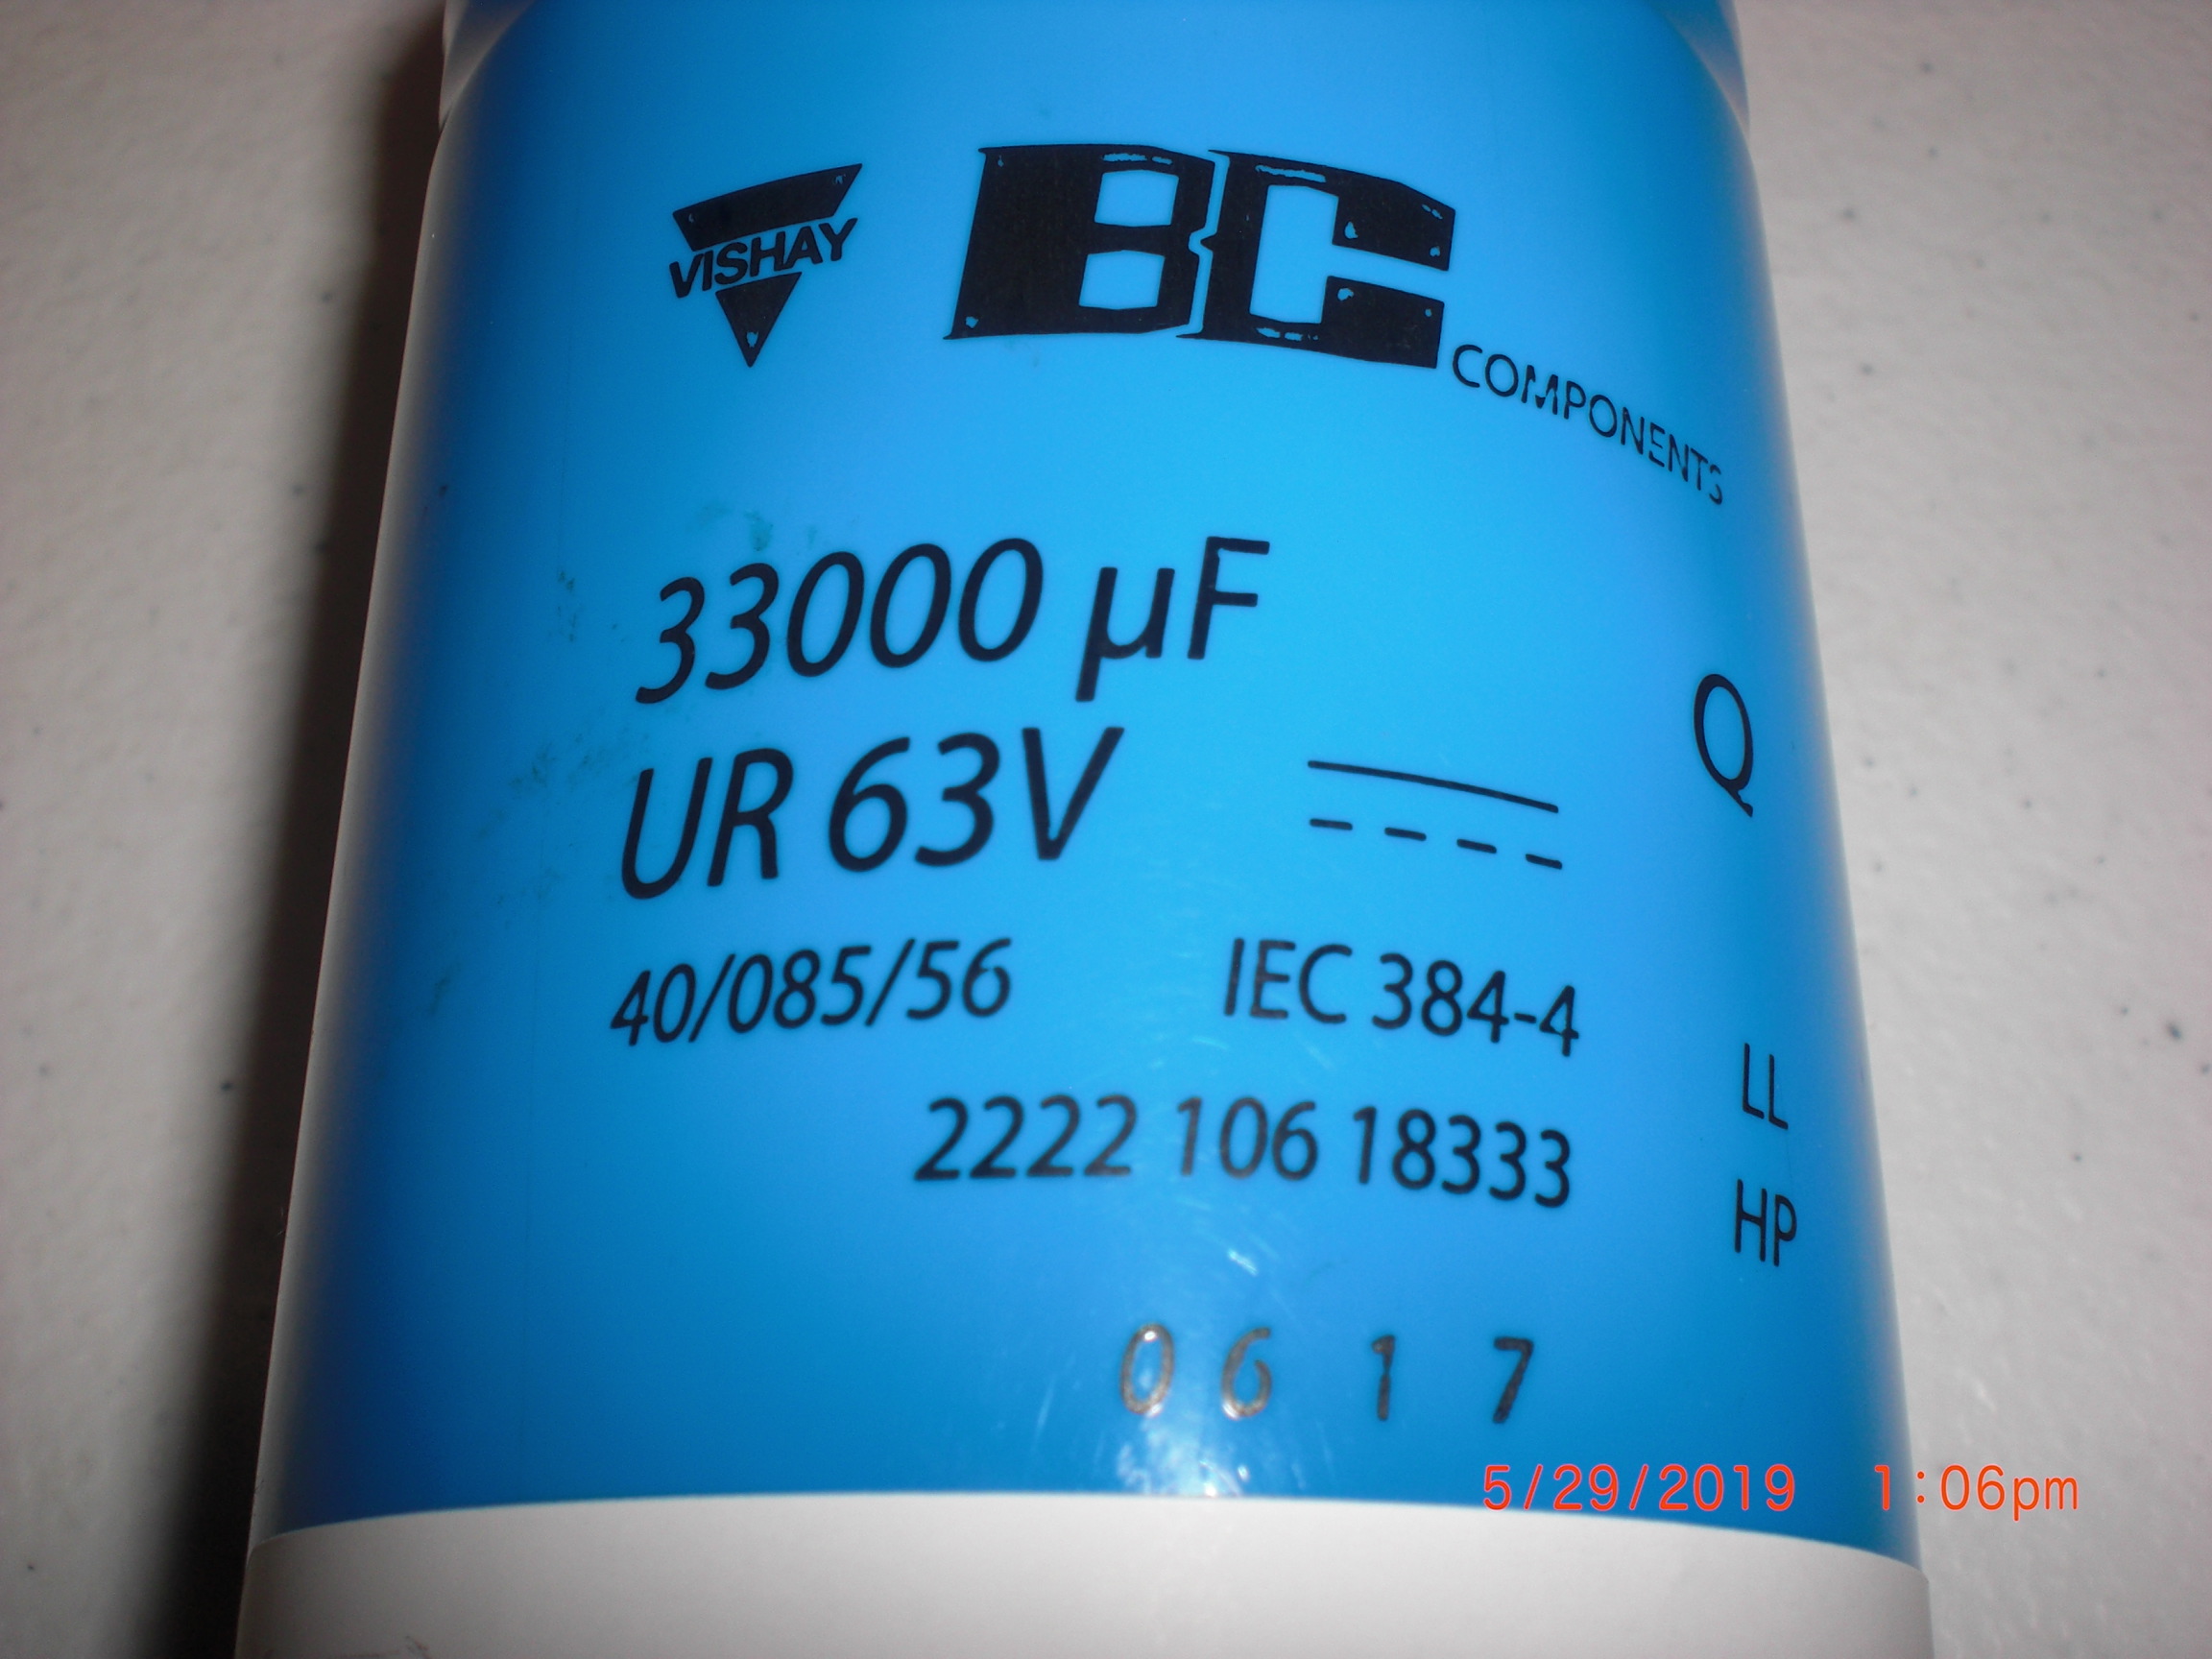 VISHAY
BC COMPONENTS
33000 µF
UR 63V
Q
40/085/56 IEC 384-4
LL
2222 106 18333
HP
0617
5/29/2019 1:06pm